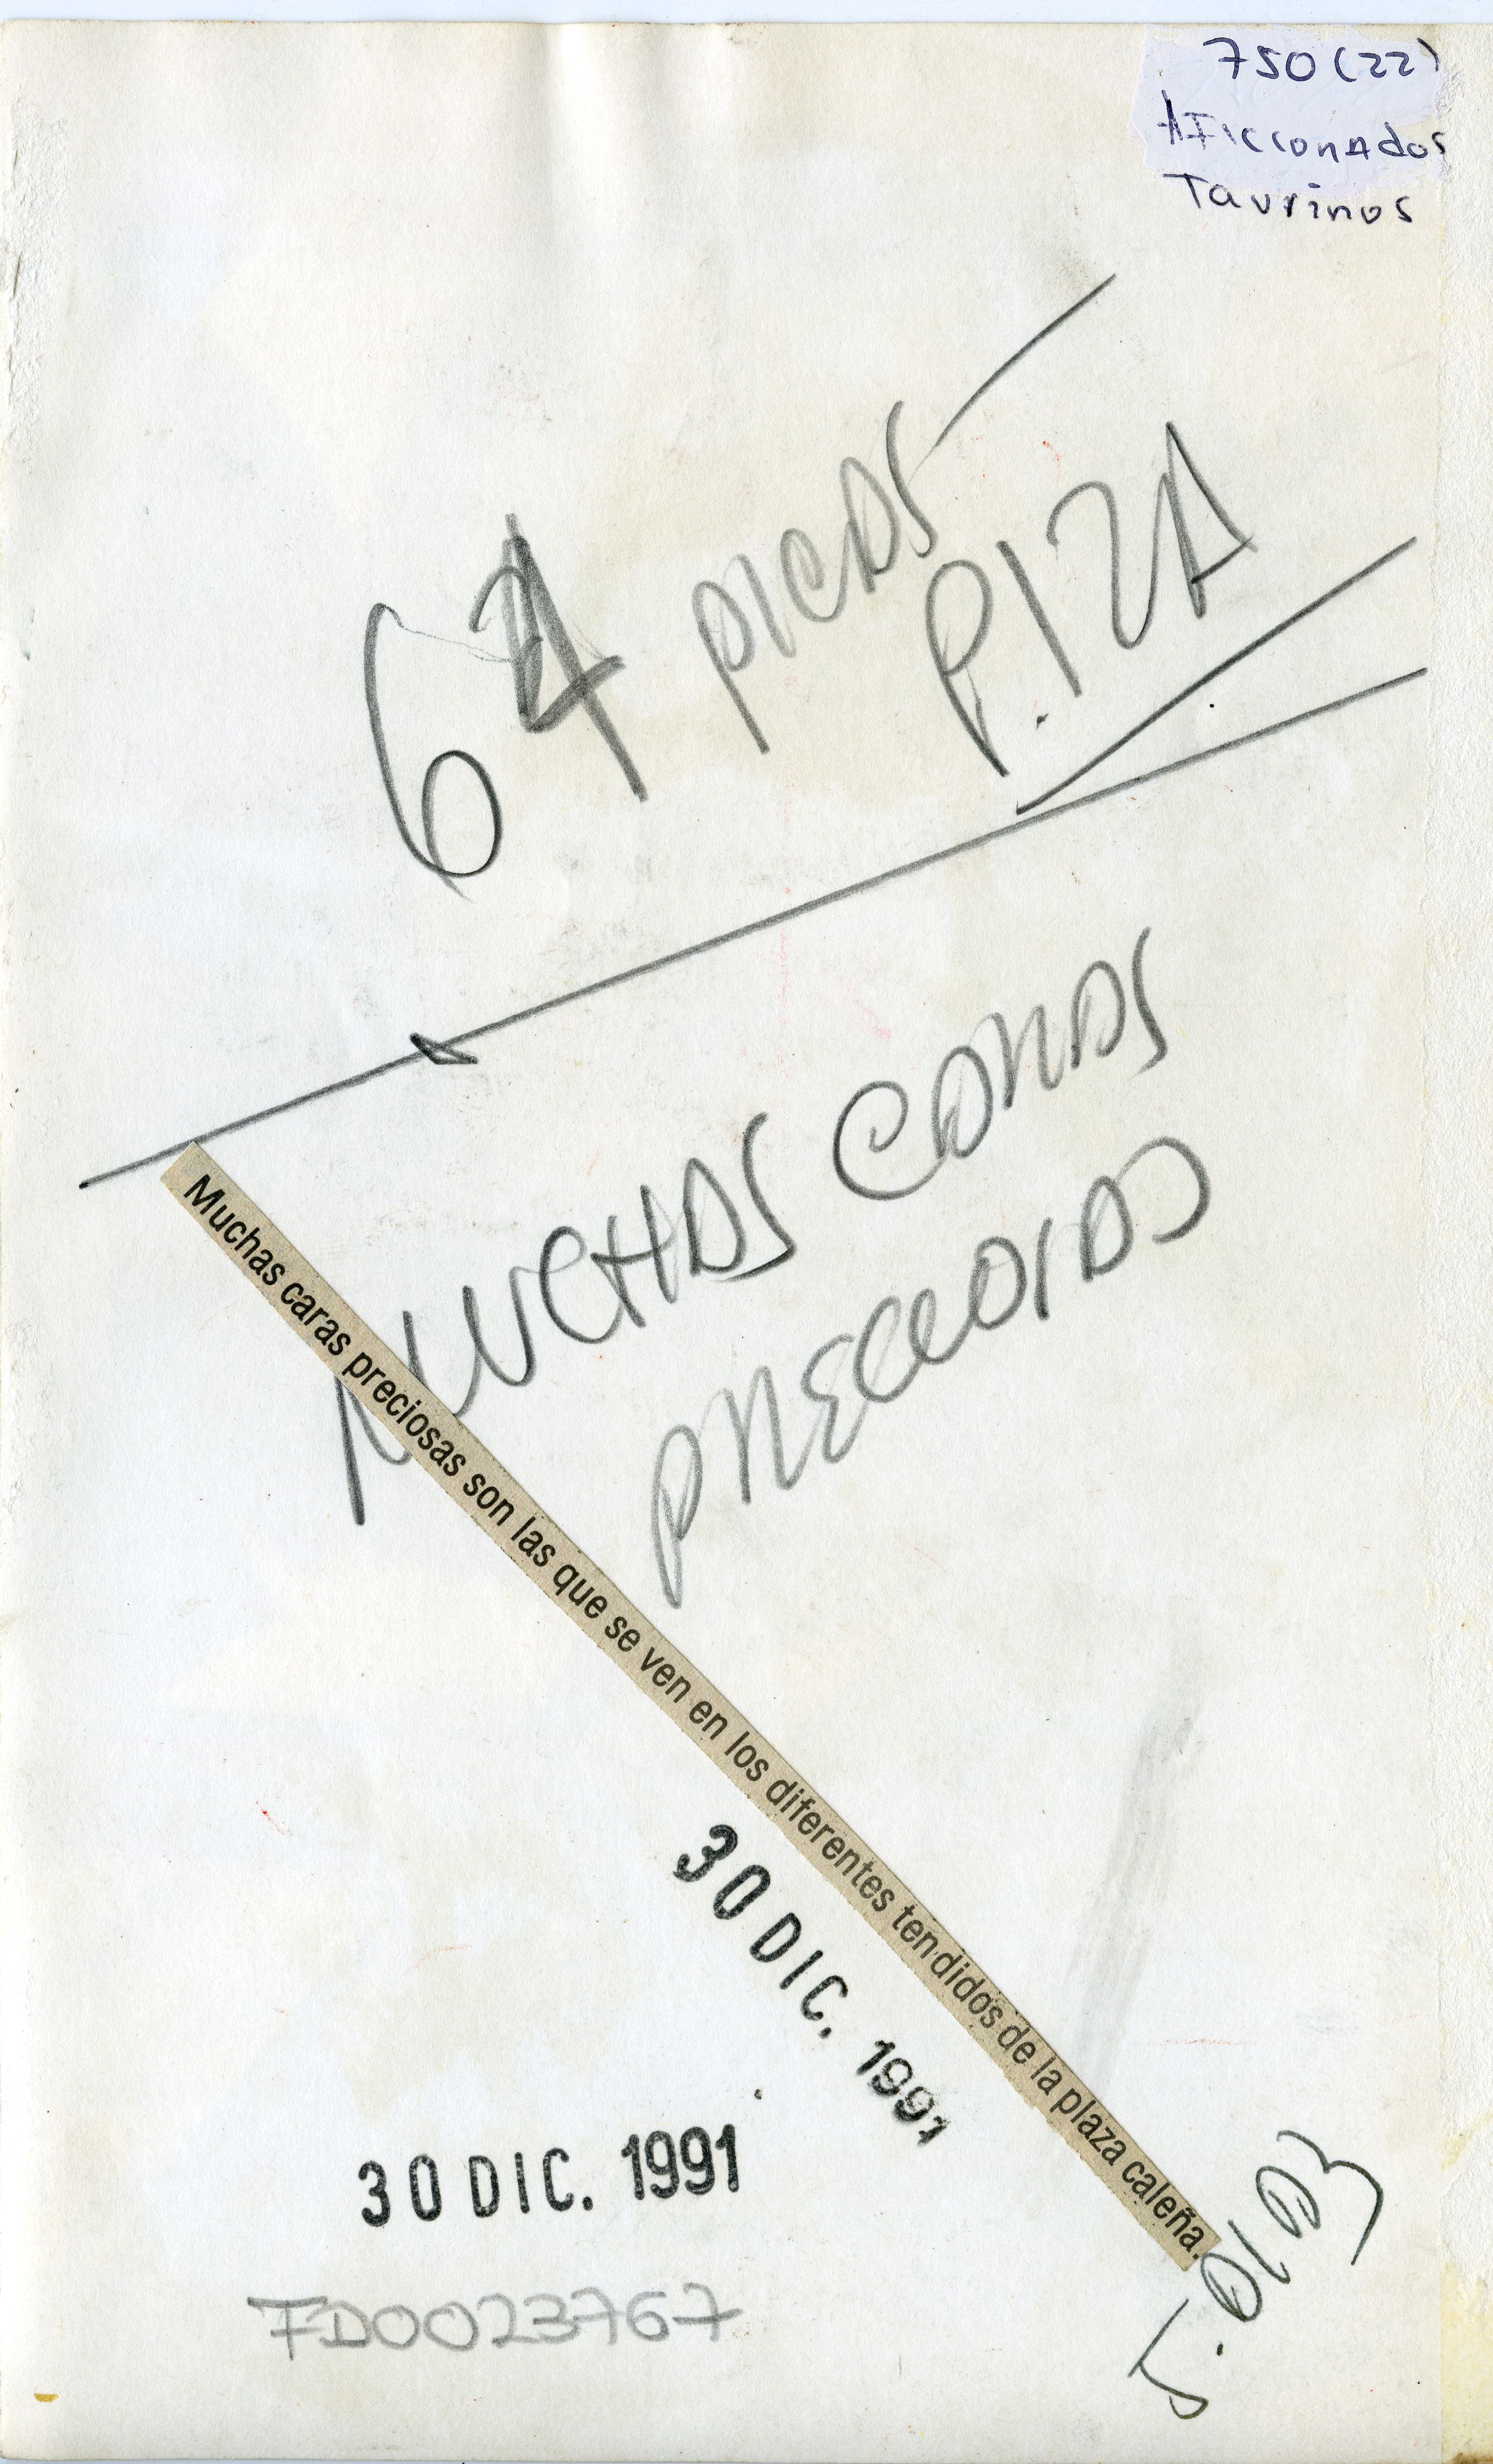 750(22)
Aficionados
Taurinos
64 picas
P. IZA
MUCHAS CARAS
PRECIOSAS
Muchas caras preciosas son las que se ven en los diferentes tendidos de la plaza caleña.
30 DIC. 1991
30 DIC. 1991
FD0023767